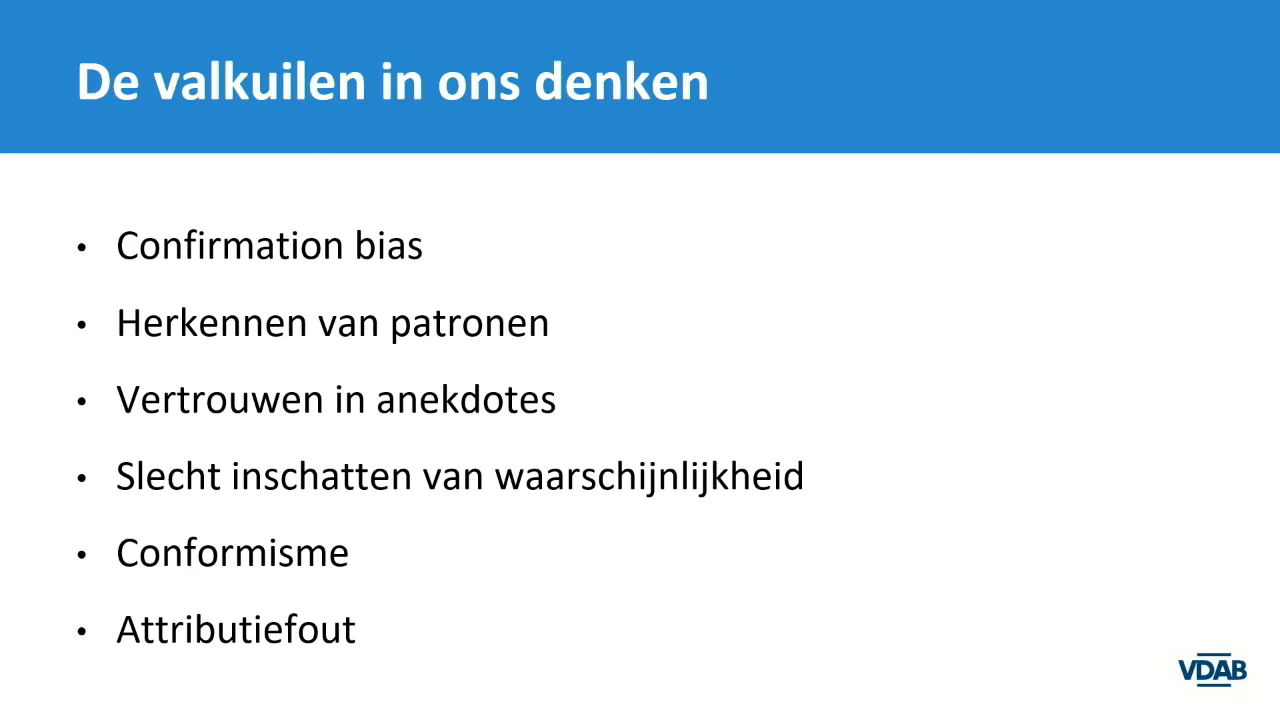 De valkuilen in ons denken
• Confirmation bias
• Herkennen van patronen
• Vertrouwen in anekdotes
• Slecht inschatten van waarschijnlijkheid
• Conformisme
• Attributiefout
VDAB